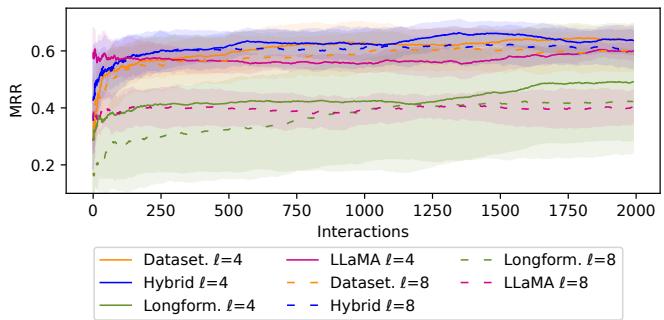 MRR
0.6
0.4
0.2
0 250 500 750 1000 1250 1500 1750 2000
Interactions
Dataset. ℓ=4 LLaMA ℓ=4 Longform. ℓ=8
Hybrid ℓ=4 Dataset. ℓ=8 LLaMA ℓ=8
Longform. ℓ=4 Hybrid ℓ=8